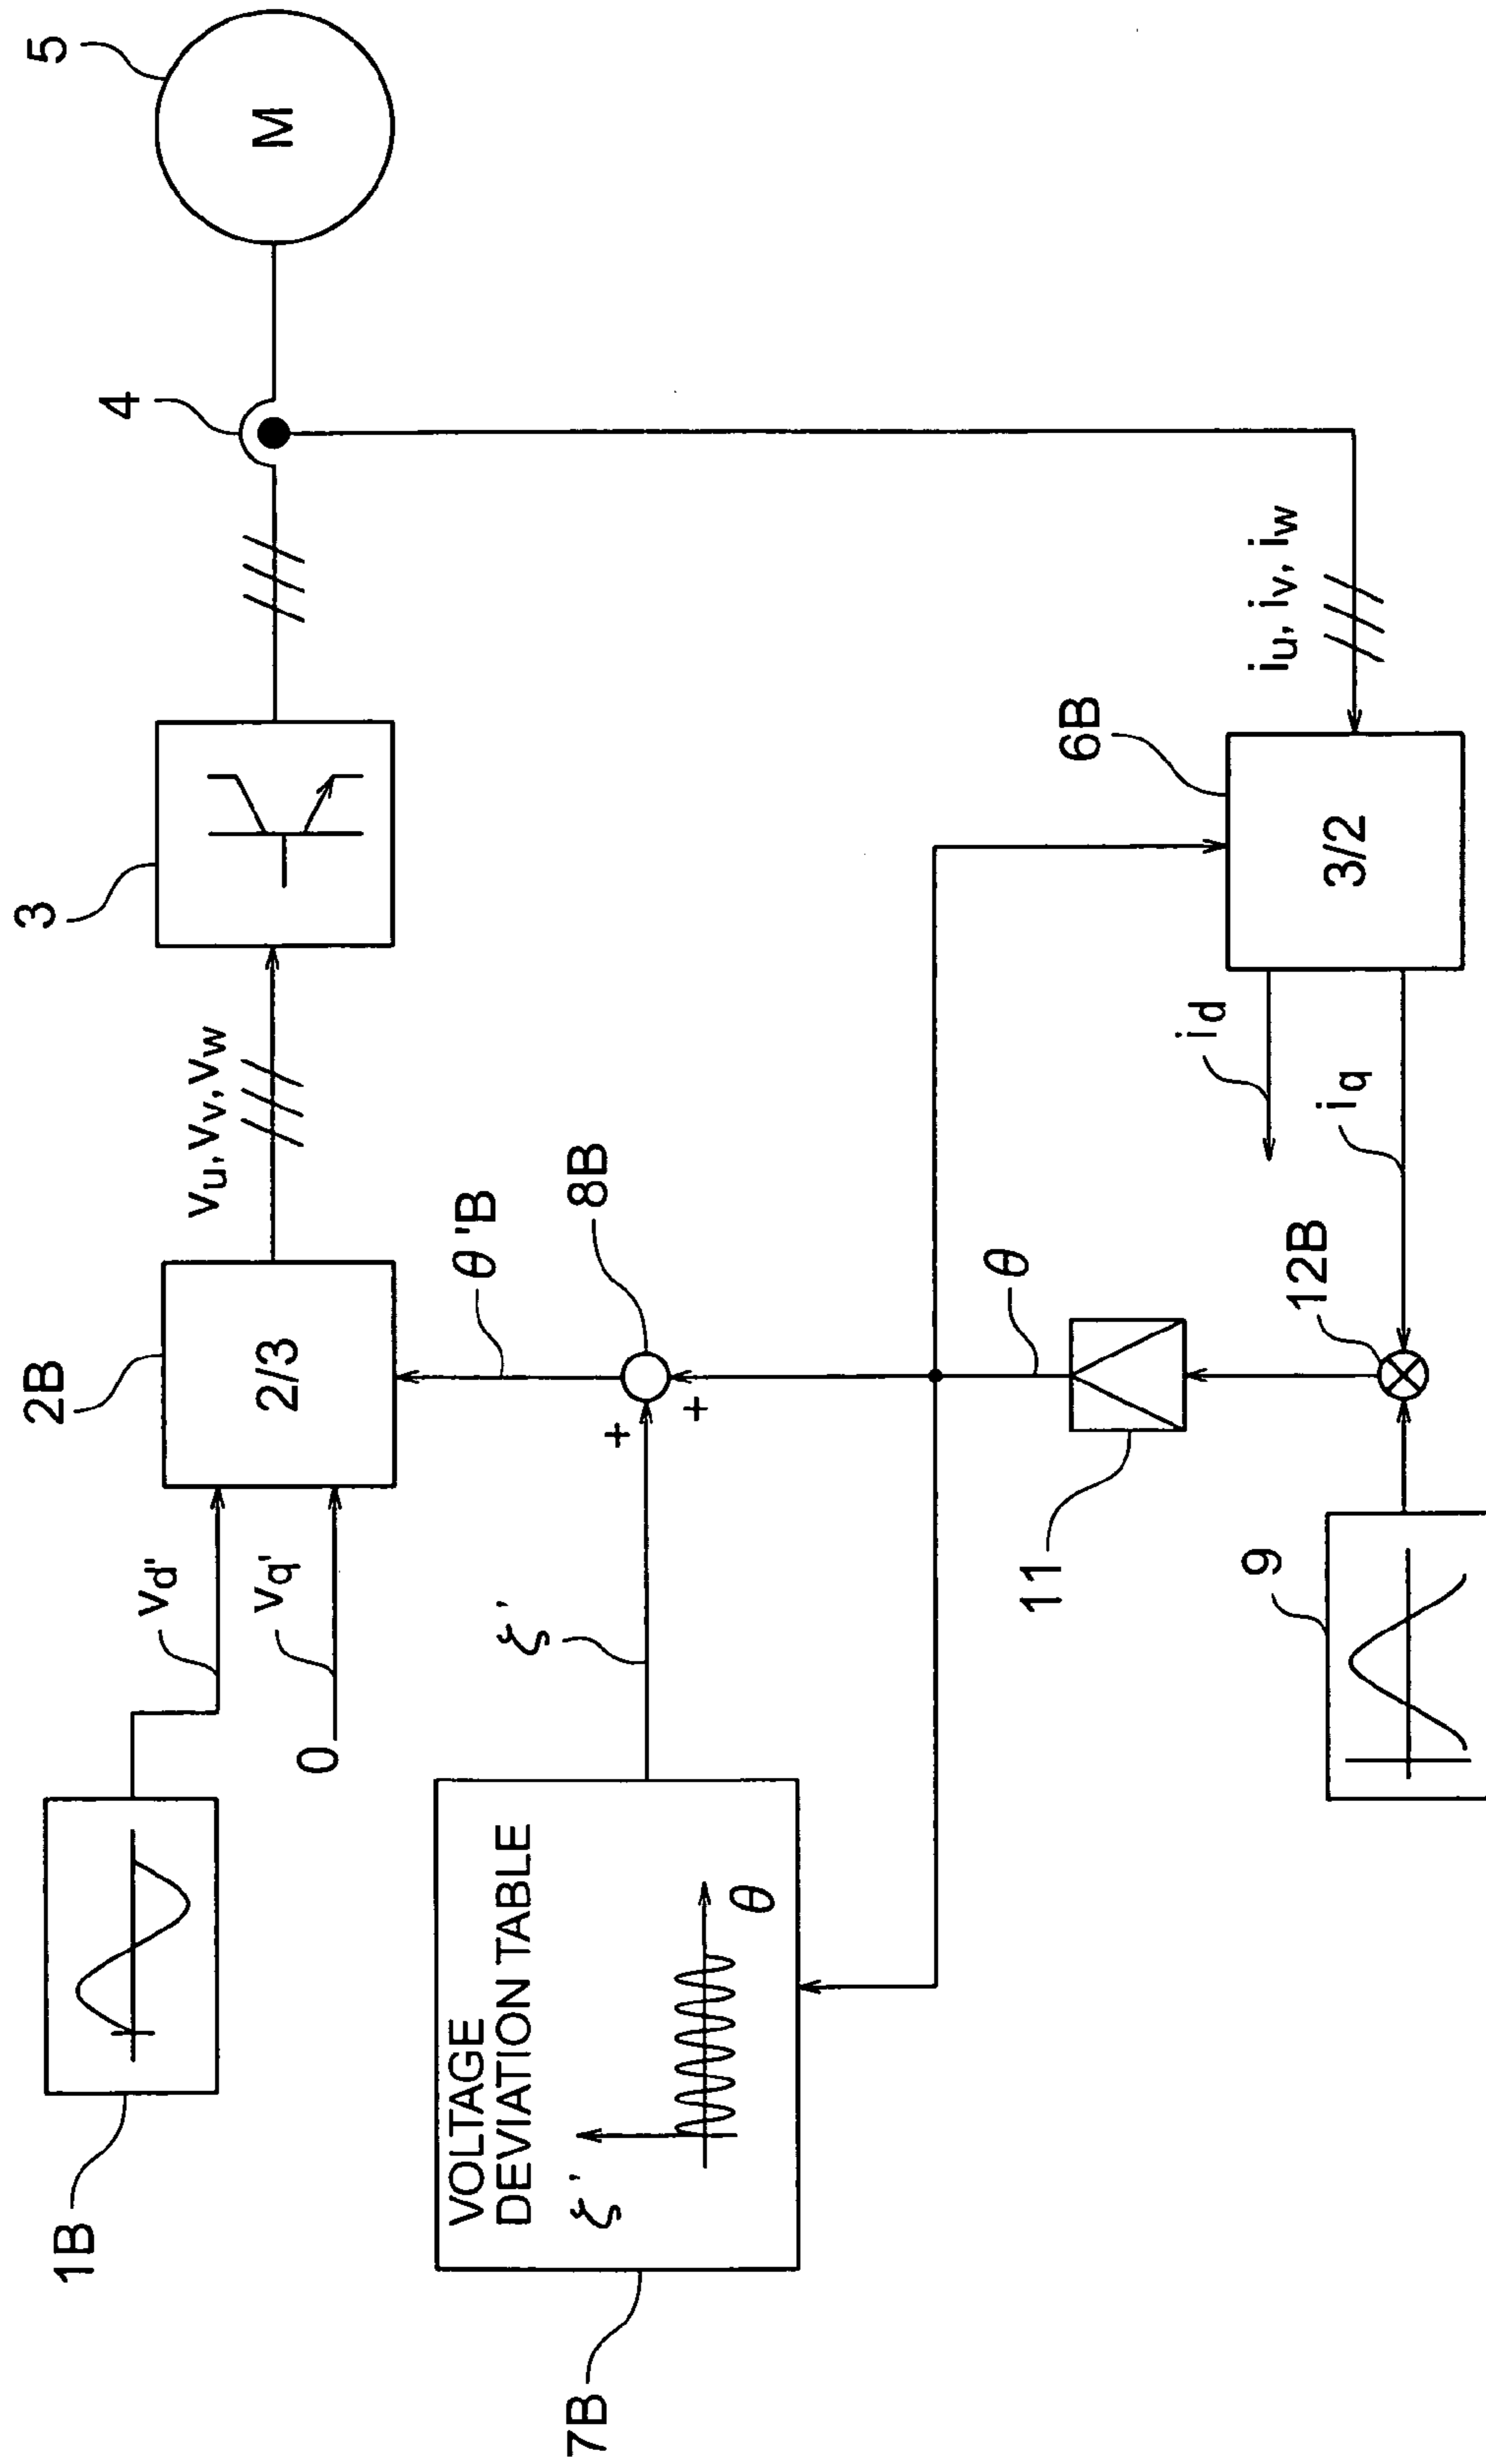 1B
vd"
vq'
0
2B
2/3
vu, vv, vw
3
4
5
M
7B
VOLTAGE
DEVIATION TABLE
ξ'
θ
ξ'
+
+
8B
θ'B
θ
11
9
12B
iq
id
6B
3/2
iu, iv, iw